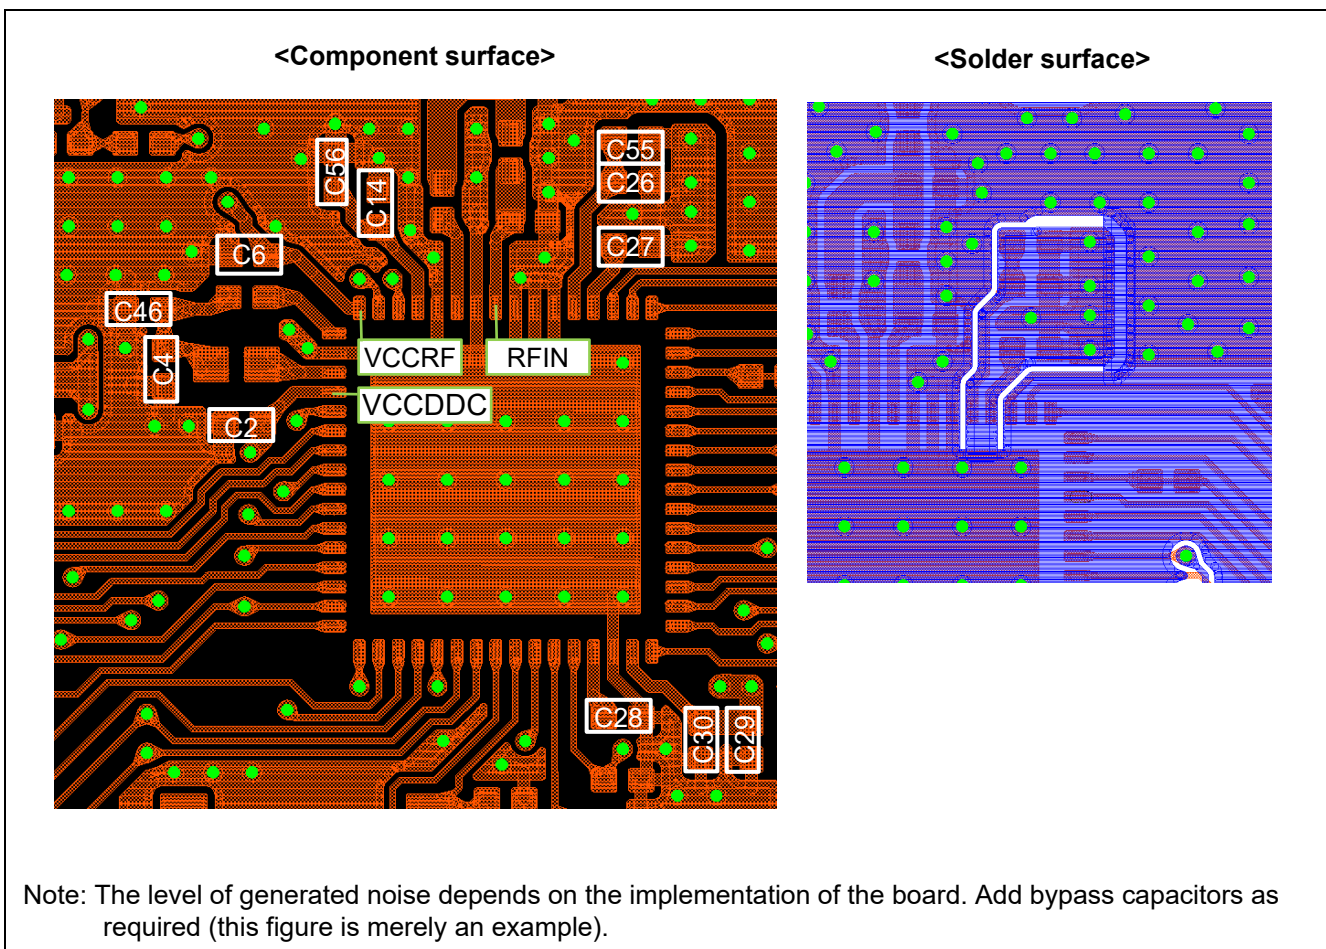 <Component surface>
<Solder surface>
C56
C14
C55
C26
C27
C6
C46
C4
VCCRF
RFIN
VCCDDC
C2
C28
C30
C29
Note: The level of generated noise depends on the implementation of the board. Add bypass capacitors as
required (this figure is merely an example).